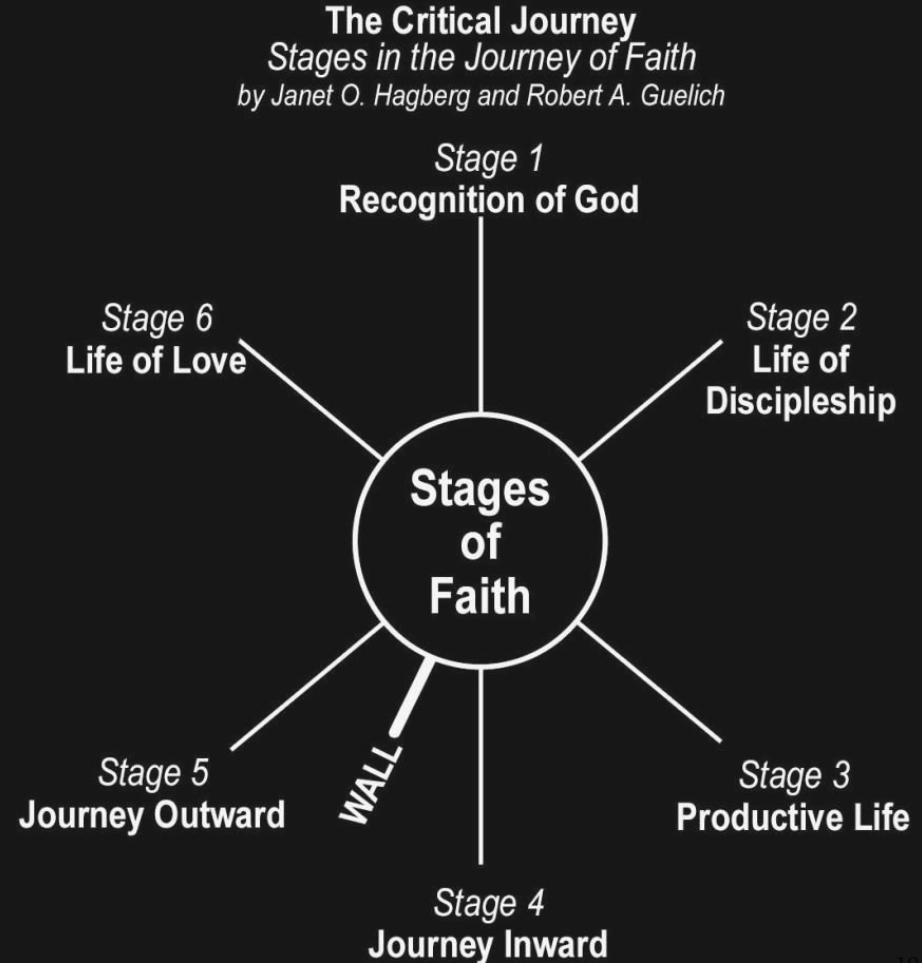 The Critical Journey
Stages in the Journey of Faith
by Janet O. Hagberg and Robert A. Guelich
Stage 1
Recognition of God
Stage 2
Life of
Discipleship
Stage 3
Productive Life
Stage 4
Journey Inward
WALL
Stage 5
Journey Outward
Stage 6
Life of Love
Stages
of
Faith